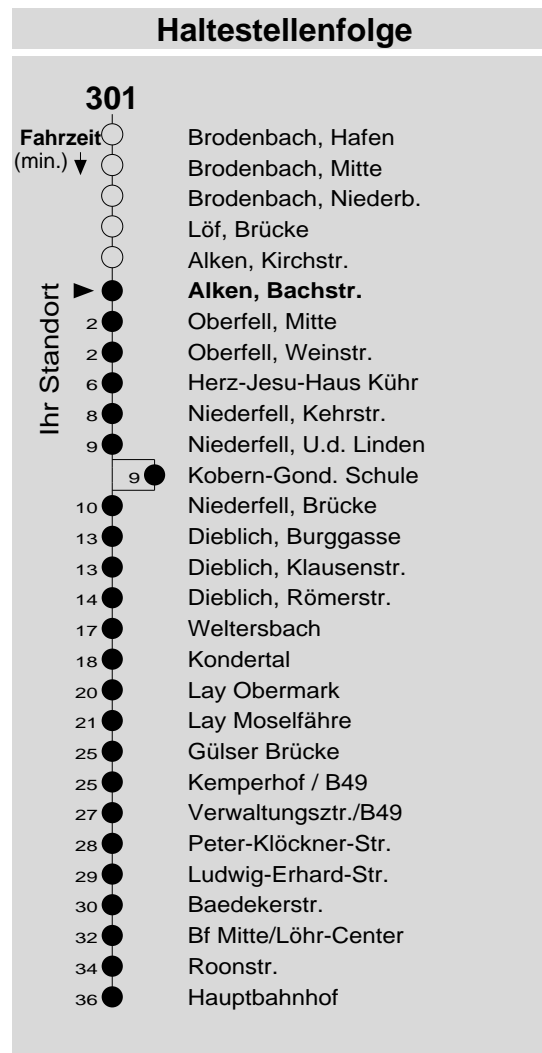 Haltestellenfolge
301
Fahrzeit
(min.)
Ihr Standort
Brodenbach, Hafen
Brodenbach, Mitte
Brodenbach, Niederb.
Löf, Brücke
Alken, Kirchstr.
Alken, Bachstr.
2 Oberfell, Mitte
2 Oberfell, Weinstr.
6 Herz-Jesu-Haus Kühr
8 Niederfell, Kehrstr.
9 Niederfell, U.d. Linden
9 Kobern-Gond. Schule
10 Niederfell, Brücke
13 Dieblich, Burggasse
13 Dieblich, Klausenstr.
14 Dieblich, Römerstr.
17 Weltersbach
18 Kondertal
20 Lay Obermark
21 Lay Moselfähre
25 Gülser Brücke
25 Kemperhof / B49
27 Verwaltungsztr./B49
28 Peter-Klöckner-Str.
29 Ludwig-Erhard-Str.
30 Baedekerstr.
32 Bf Mitte/Löhr-Center
34 Roonstr.
36 Hauptbahnhof